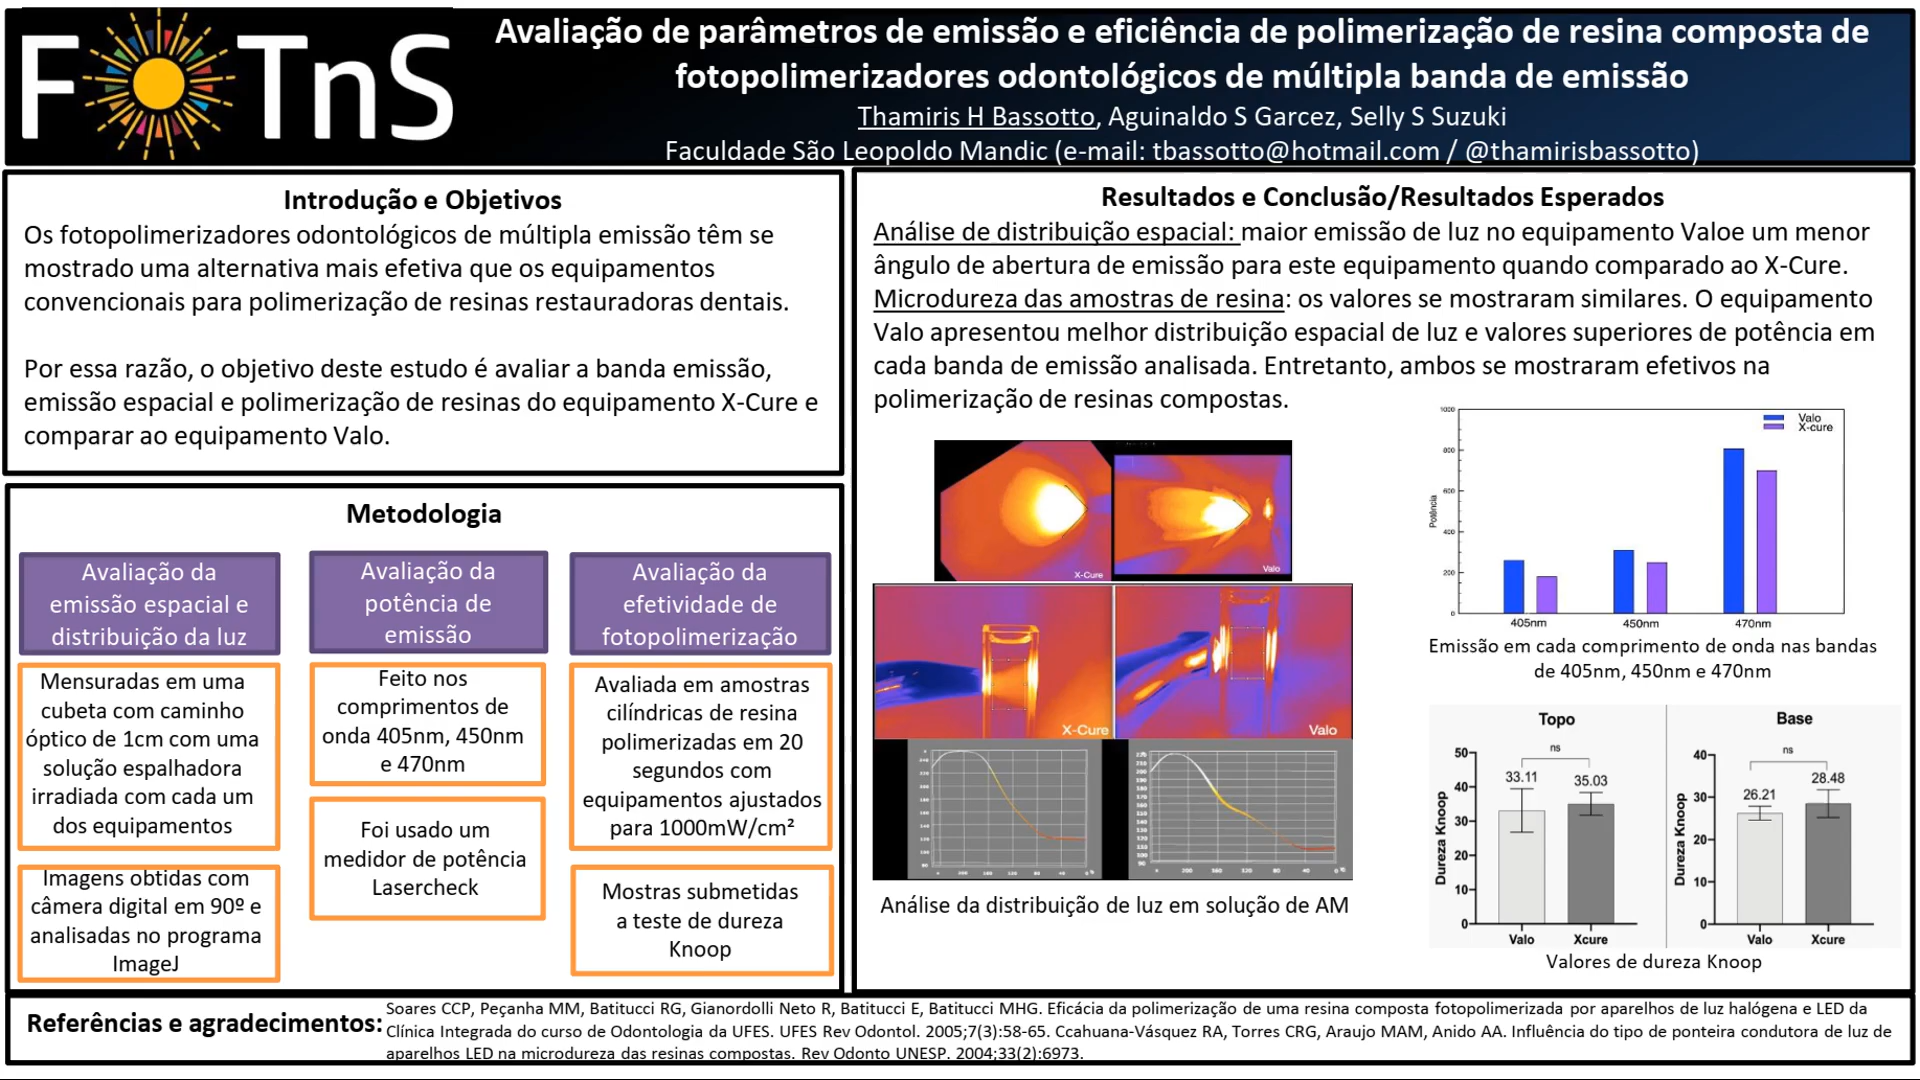 F TnS
Avaliação de parâmetros de emissão e eficiência de polimerização de resina composta de
fotopolimerizadores odontológicos de múltipla banda de emissão
Thamiris H Bassotto, Aguinaldo S Garcez, Selly S Suzuki
Faculdade São Leopoldo Mandic (e-mail: tbassotto@hotmail.com / @thamirisbassotto)
Introdução e Objetivos
Os fotopolimerizadores odontológicos de múltipla emissão têm se
mostrado uma alternativa mais efetiva que os equipamentos
convencionais para polimerização de resinas restauradoras dentais.
Por essa razão, o objetivo deste estudo é avaliar a banda emissão,
emissão espacial e polimerização de resinas do equipamento X-Cure e
comparar ao equipamento Valo.
Metodologia
Avaliação da
emissão espacial e
distribuição da luz
Mensuradas em uma
cubeta com caminho
óptico de 1cm com uma
solução espalhadora
irradiada com cada um
dos equipamentos
Imagens obtidas com
câmera digital em 90º e
analisadas no programa
ImageJ
Avaliação da
potência de
emissão
Feito nos
comprimentos de
onda 405nm, 450nm
e 470nm
Foi usado um
medidor de potência
Lasercheck
Avaliação da
efetividade de
fotopolimerização
Avaliada em amostras
cilíndricas de resina
polimerizadas em 20
segundos com
equipamentos ajustados
para 1000mW/cm²
Mostras submetidas
a teste de dureza
Knoop
Resultados e Conclusão/Resultados Esperados
Análise de distribuição espacial: maior emissão de luz no equipamento Valoe um menor
ângulo de abertura de emissão para este equipamento quando comparado ao X-Cure.
Microdureza das amostras de resina: os valores se mostraram similares. O equipamento
Valo apresentou melhor distribuição espacial de luz e valores superiores de potência em
cada banda de emissão analisada. Entretanto, ambos se mostraram efetivos na
polimerização de resinas compostas.
X-Cure
Valo
X-Cure
Valo
Análise da distribuição de luz em solução de AM
1000
800
600
400
200
0
Potência
Valo
X-cure
405nm 450nm 470nm
Emissão em cada comprimento de onda nas bandas
de 405nm, 450nm e 470nm
Topo
Dureza Knoop
50
40
30
20
10
0
ns
33.11 35.03
Valo Xcure
Base
Dureza Knoop
40
30
20
10
0
ns
26.21 28.48
Valo Xcure
Valores de dureza Knoop
Referências e agradecimentos:
Soares CCP, Peçanha MM, Batitucci RG, Gianordolli Neto R, Batitucci E, Batitucci MHG. Eficácia da polimerização de uma resina composta fotopolimerizada por aparelhos de luz halógena e LED da
Clínica Integrada do curso de Odontologia da UFES. UFES Rev Odontol. 2005;7(3):58-65. Ccahuana-Vásquez RA, Torres CRG, Araujo MAM, Anido AA. Influência do tipo de ponteira condutora de luz de
aparelhos LED na microdureza das resinas compostas. Rev Odonto UNESP. 2004;33(2):6973.